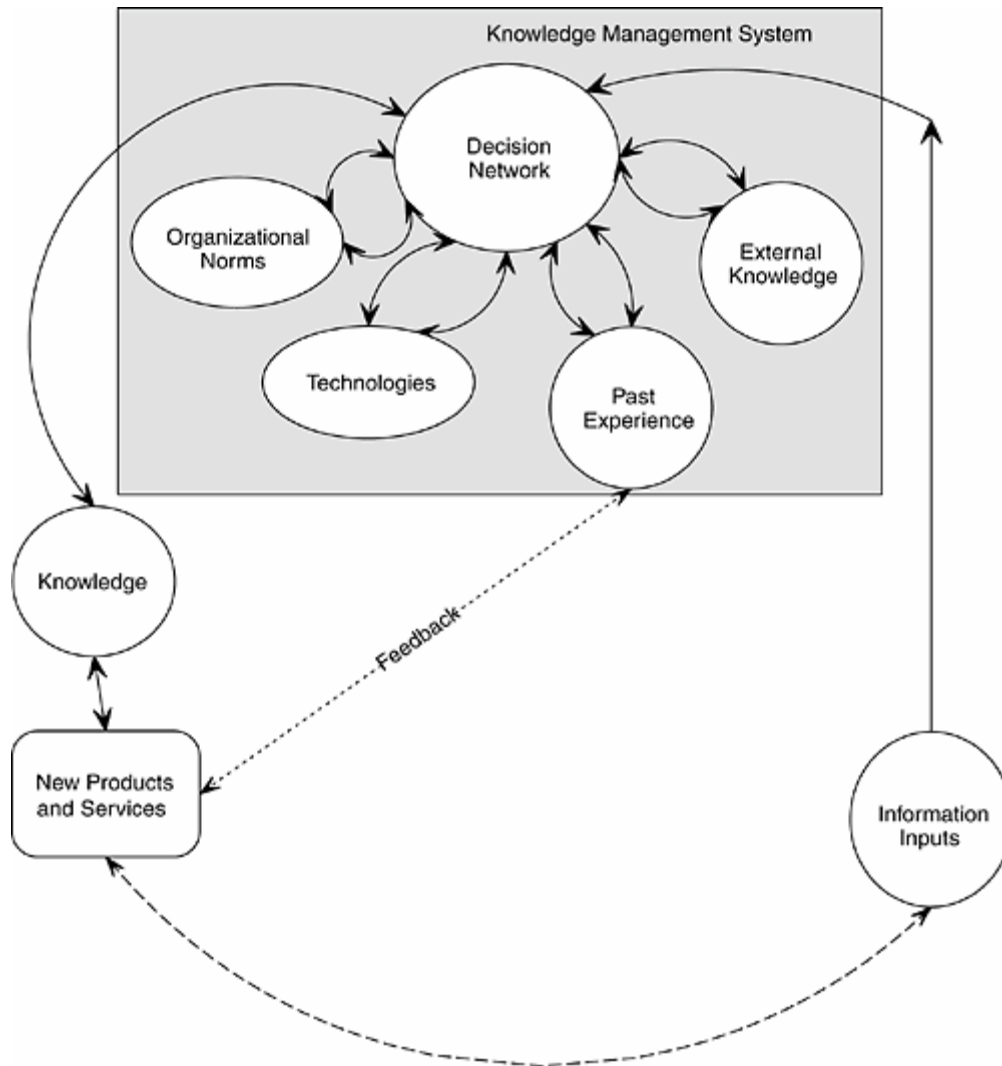 Knowledge Management System
Decision
Network
Organizational
Norms
External
Knowledge
Technologies
Past
Experience
Knowledge
Feedback
New Products
and Services
Information
Inputs